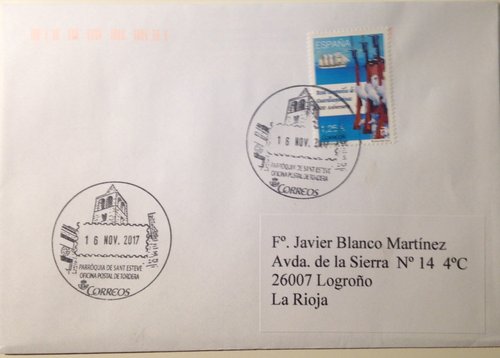 ESPAÑA
1,25 €
CORREOS
16 NOV. 2017
PARRÒQUIA DE SANT ESTEVE
OFICINA POSTAL DE TORDERA
CORREOS
16 NOV. 2017
PARRÒQUIA DE SANT ESTEVE
OFICINA POSTAL DE TORDERA
CORREOS
Fº. Javier Blanco Martínez
Avda. de la Sierra Nº 14 4ºC
26007 Logroño
La Rioja